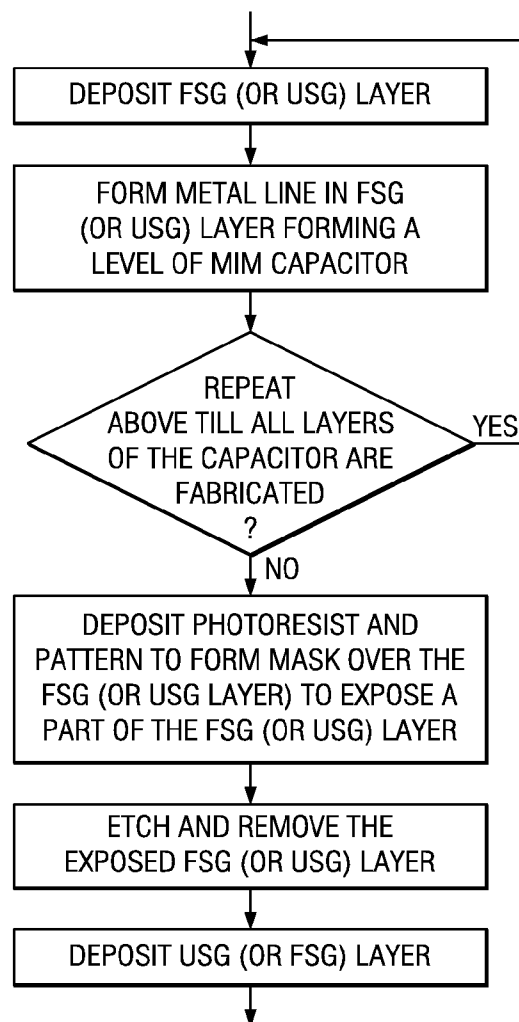 DEPOSIT FSG (OR USG) LAYER
FORM METAL LINE IN FSG
(OR USG) LAYER FORMING A
LEVEL OF MIM CAPACITOR
REPEAT
ABOVE TILL ALL LAYERS
OF THE CAPACITOR ARE
FABRICATED
?
YES
NO
DEPOSIT PHOTORESIST AND
PATTERN TO FORM MASK OVER THE
FSG (OR USG LAYER) TO EXPOSE A
PART OF THE FSG (OR USG) LAYER
ETCH AND REMOVE THE
EXPOSED FSG (OR USG) LAYER
DEPOSIT USG (OR FSG) LAYER